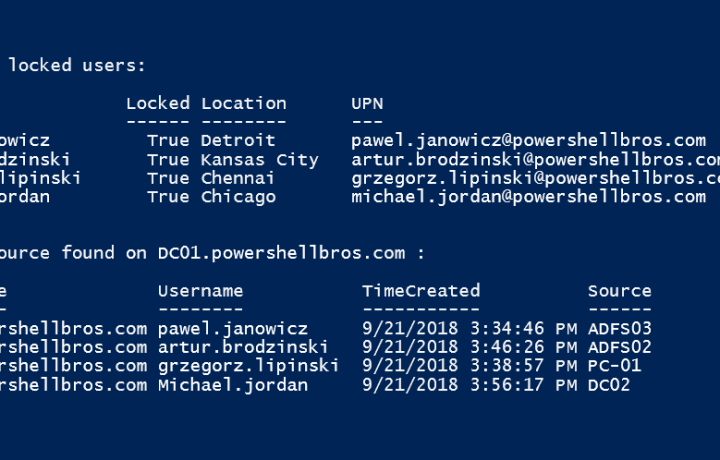 locked users:
Locked Location UPN
------ -------- ---
owicz True Detroit pawel.janowicz@powershellbros.com
dzinski True Kansas City artur.brodzinski@powershellbros.com
lipinski True Chennai grzegorz.lipinski@powershellbros.co
ordan True Chicago michael.jordan@powershellbros.com
ource found on DC01.powershellbros.com :
e Username TimeCreated Source
- -------- ----------- ------
ershellbros.com pawel.janowicz 9/21/2018 3:34:46 PM ADFS03
ershellbros.com artur.brodzinski 9/21/2018 3:46:26 PM ADFS02
ershellbros.com grzegorz.lipinski 9/21/2018 3:38:57 PM PC-01
ershellbros.com Michael.jordan 9/21/2018 3:56:17 PM DC02